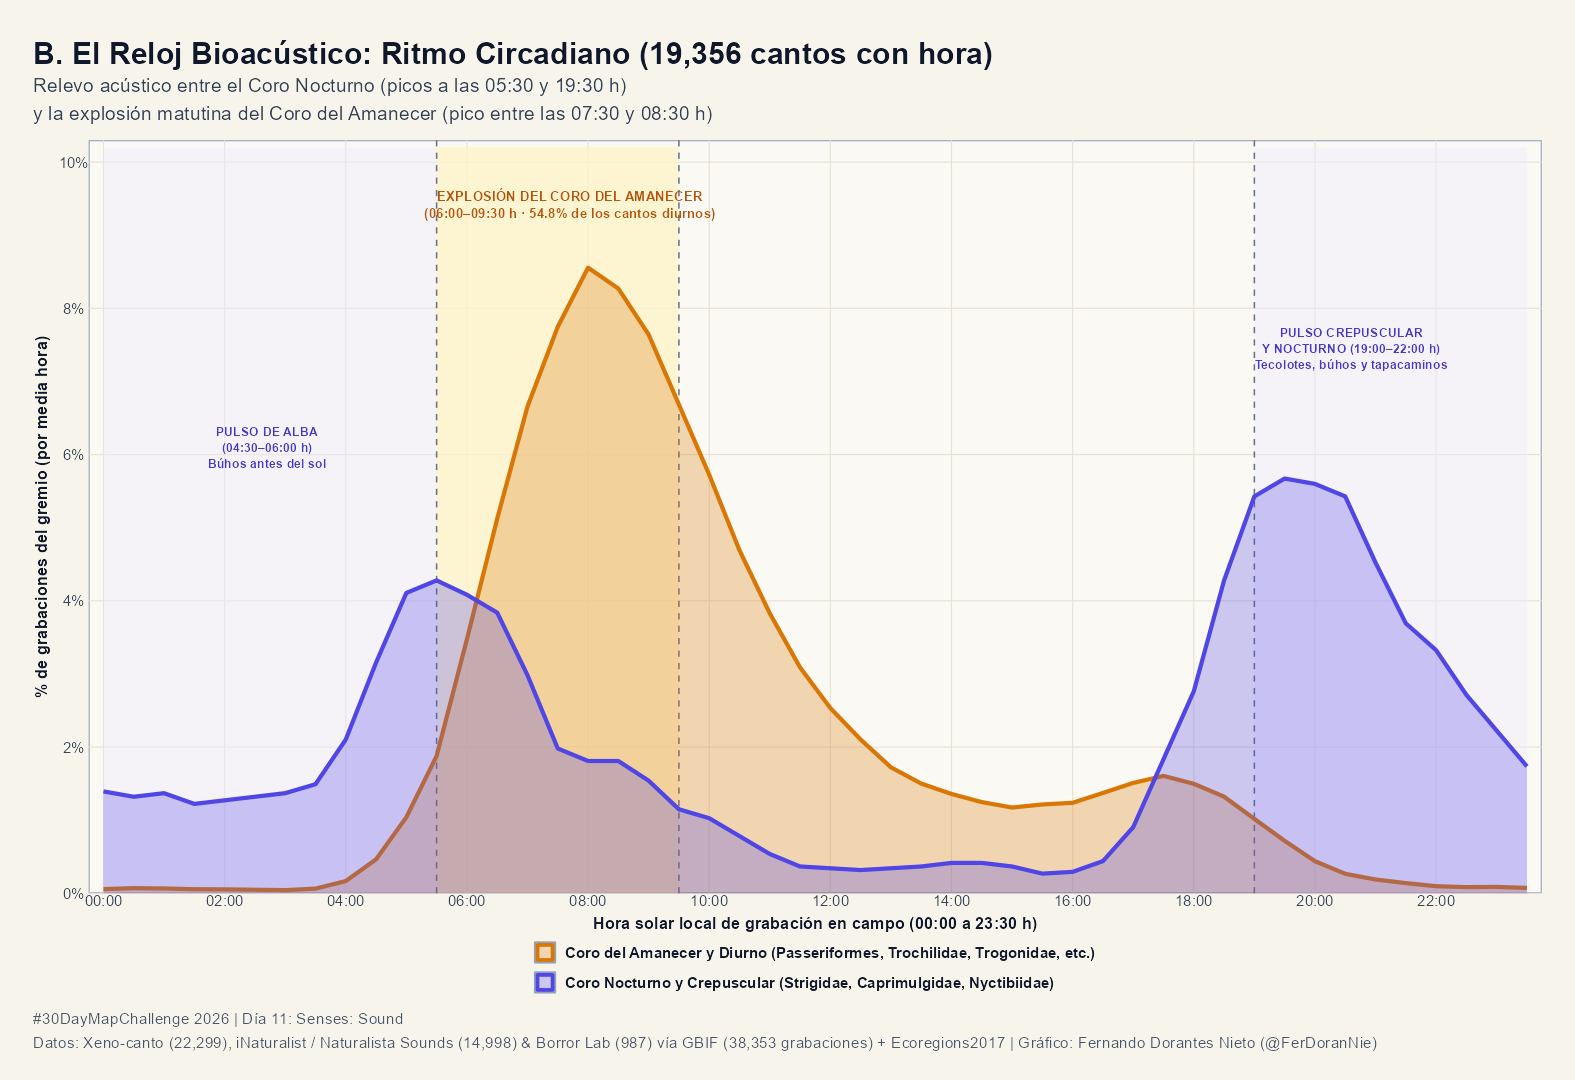 B. El Reloj Bioacústico: Ritmo Circadiano (19,356 cantos con hora)
Relevo acústico entre el Coro Nocturno (picos a las 05:30 y 19:30 h)
y la explosión matutina del Coro del Amanecer (pico entre las 07:30 y 08:30 h)
% de grabaciones del gremio (por media hora)
10%
8%
6%
4%
2%
0%
EXPLOSIÓN DEL CORO DEL AMANECER
(06:00–09:30 h · 54.8% de los cantos diurnos)
PULSO CREPUSCULAR
Y NOCTURNO (19:00–22:00 h)
Tecolotes, búhos y tapacaminos
PULSO DE ALBA
(04:30–06:00 h)
Búhos antes del sol
00:00 02:00 04:00 06:00 08:00 10:00 12:00 14:00 16:00 18:00 20:00 22:00
Hora solar local de grabación en campo (00:00 a 23:30 h)
Coro del Amanecer y Diurno (Passeriformes, Trochilidae, Trogonidae, etc.)
Coro Nocturno y Crepuscular (Strigidae, Caprimulgidae, Nyctibiidae)
#30DayMapChallenge 2026 | Día 11: Senses: Sound
Datos: Xeno-canto (22,299), iNaturalist / Naturalista Sounds (14,998) & Borror Lab (987) vía GBIF (38,353 grabaciones) + Ecoregions2017 | Gráfico: Fernando Dorantes Nieto (@FerDoranNie)